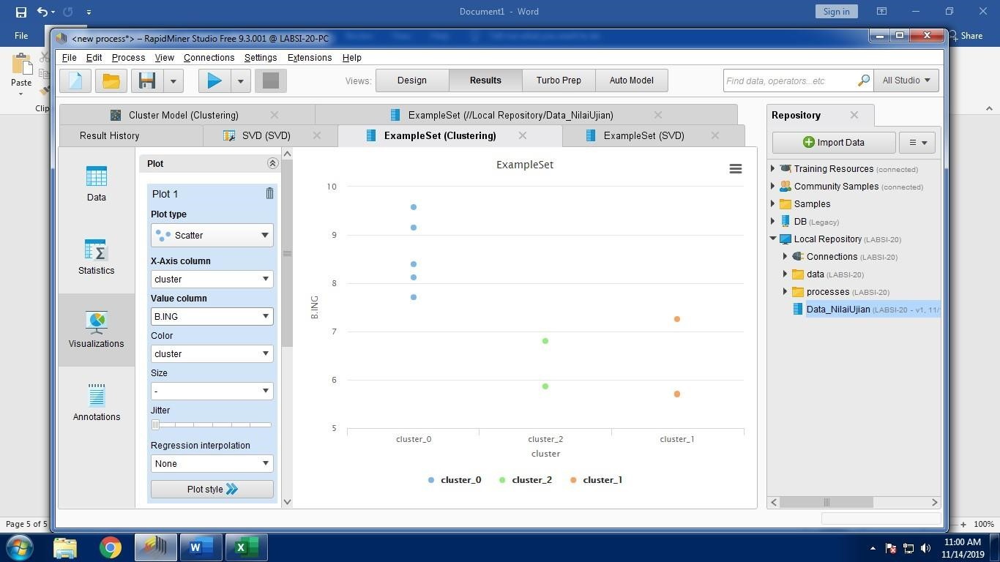 Document1 - Word
Sign in
File
Share
<new process*> – RapidMiner Studio Free 9.3.001 @ LABSI-20-PC
File Edit Process View Connections Settings Extensions Help
Paste
Views:
Design
Results
Turbo Prep
Auto Model
Find data, operators...etc
All Studio
Clip
Cluster Model (Clustering)
ExampleSet (//Local Repository/Data_NilaiUjian)
Result History
SVD (SVD)
ExampleSet (Clustering)
ExampleSet (SVD)
Data
Statistics
Visualizations
Annotations
Plot
Plot 1
Plot type
Scatter
X-Axis column
cluster
Value column
B.ING
Color
cluster
Size
-
Jitter
Regression interpolation
None
Plot style
ExampleSet
10
9
8
7
6
5
B.ING
cluster_0 cluster_2 cluster_1
cluster
cluster_0 cluster_2 cluster_1
Repository
Import Data
Training Resources (connected)
Community Samples (connected)
Samples
DB (Legacy)
Local Repository (LABSI-20)
Connections (LABSI-20)
data (LABSI-20)
processes (LABSI-20)
Data_NilaiUjian (LABSI-20 - v1, 11/
Page 5 of 5
100%
11:00 AM
11/14/2019